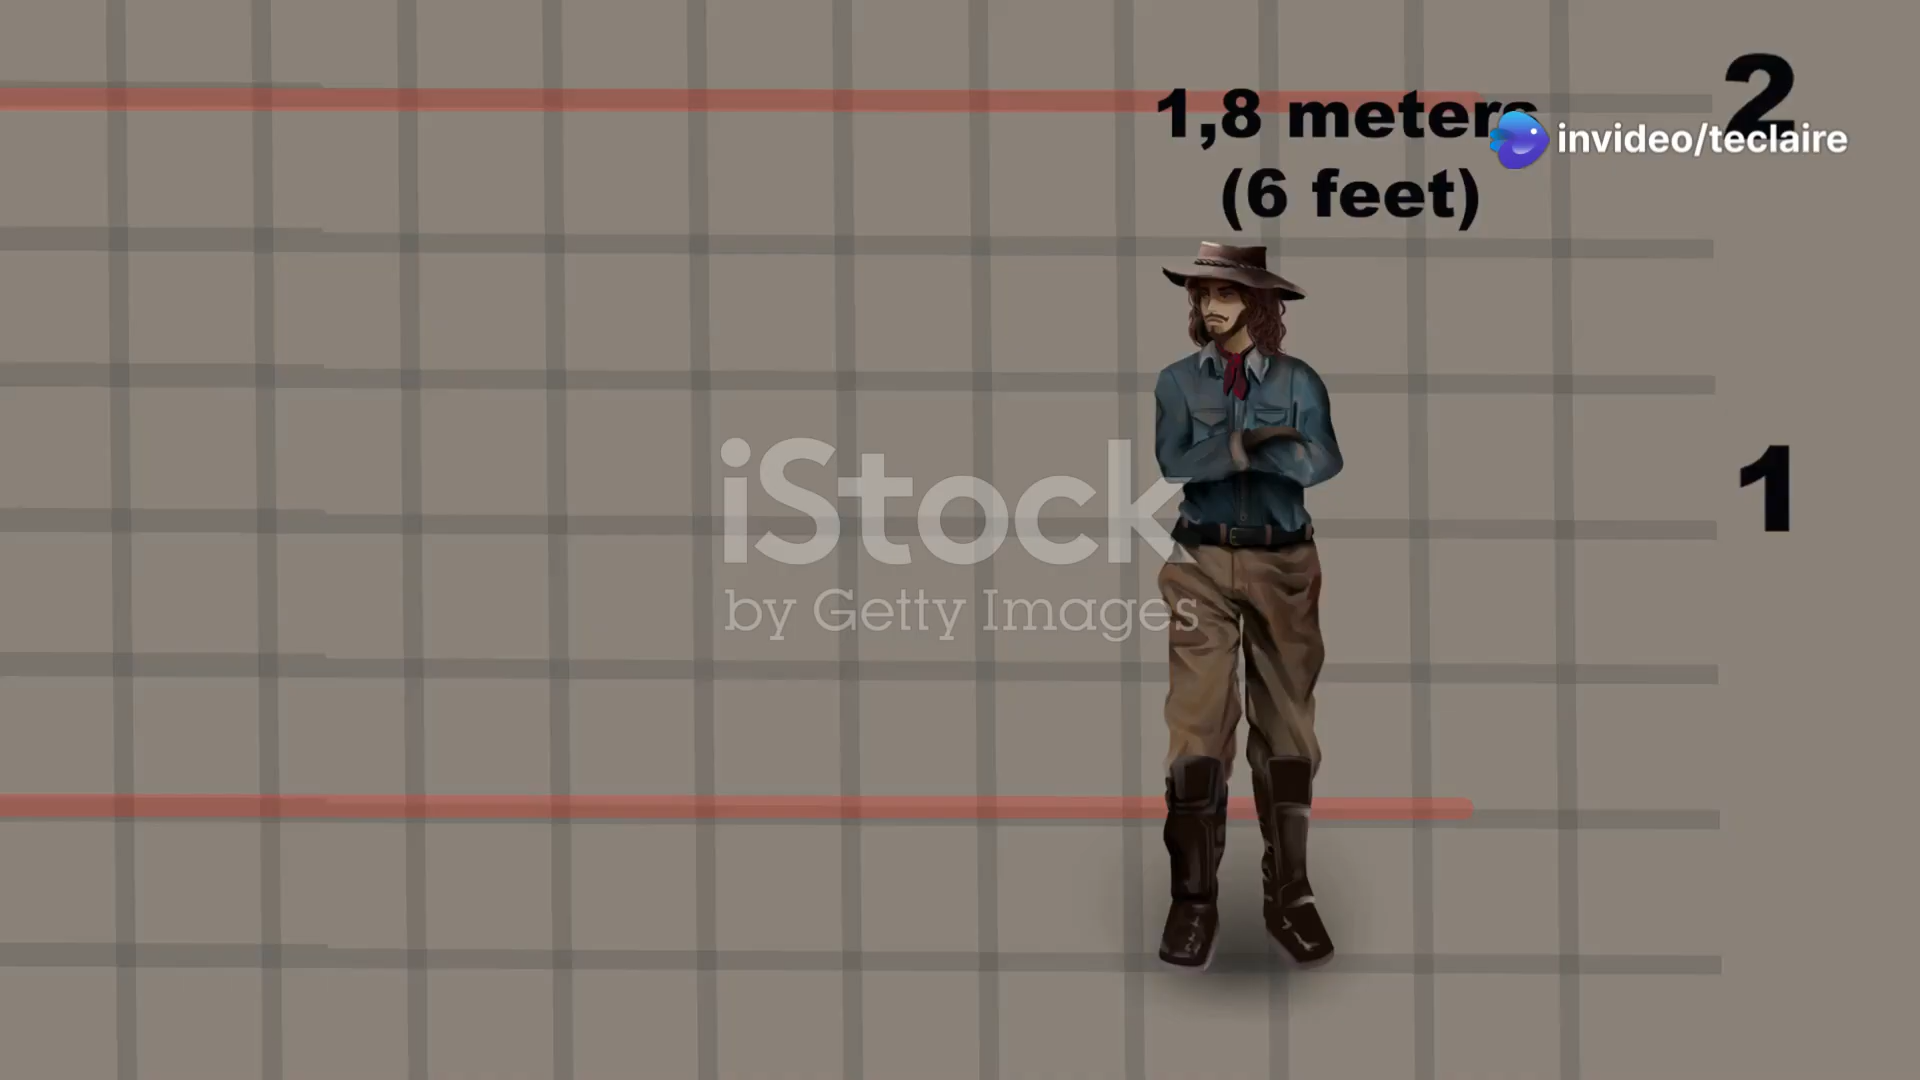 1,8 meters
(6 feet)
2
invideo/teclaire
1
iStock
by Getty Images